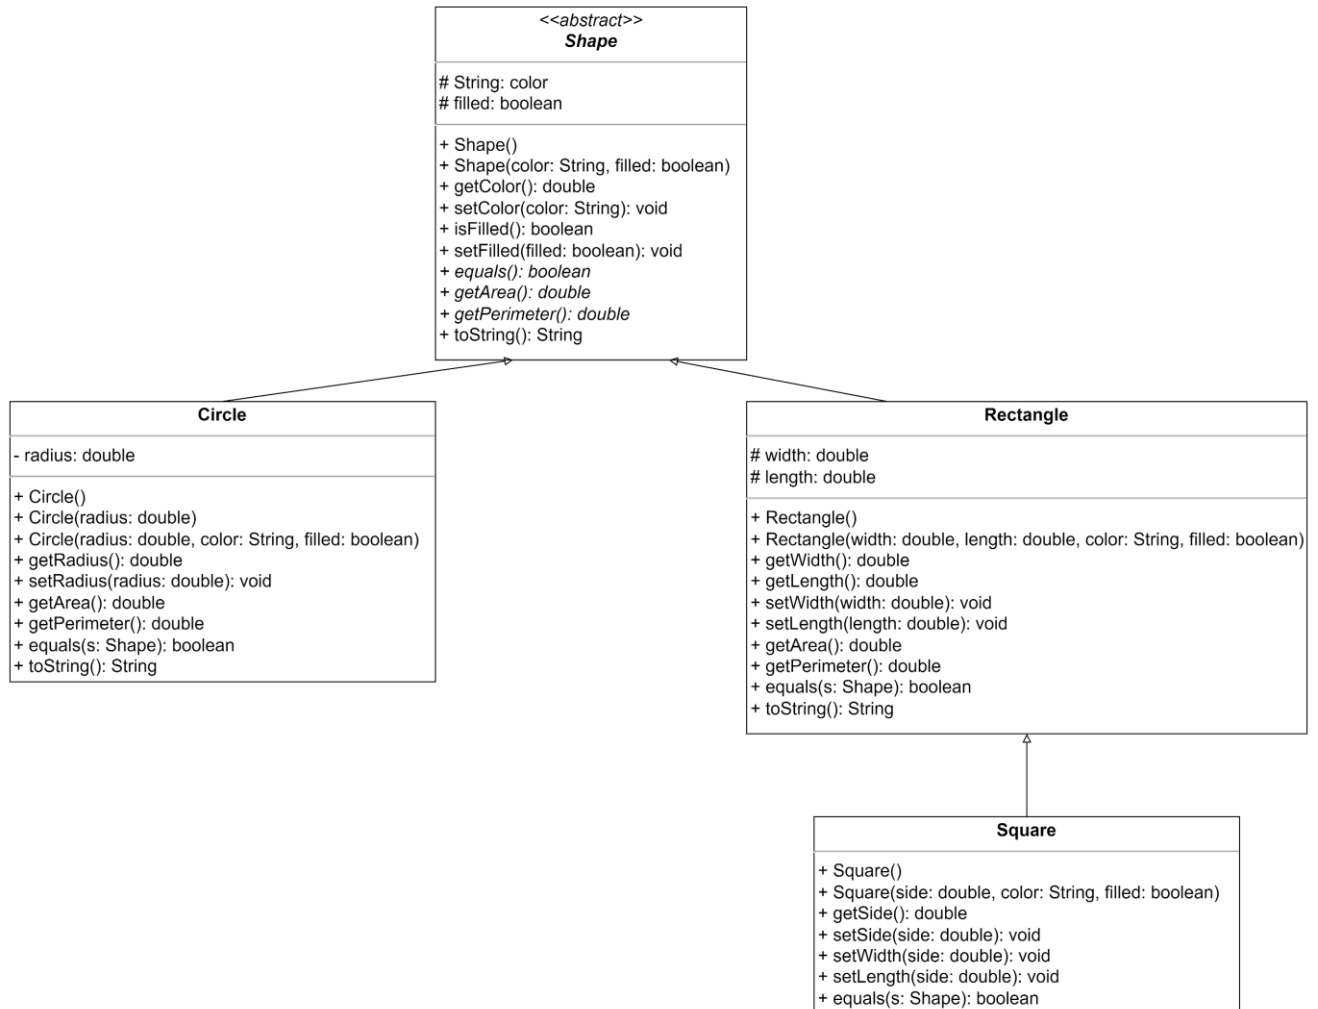 <<abstract>>
Shape
# String: color
# filled: boolean
+ Shape()
+ Shape(color: String, filled: boolean)
+ getColor(): double
+ setColor(color: String): void
+ isFilled(): boolean
+ setFilled(filled: boolean): void
+ equals(): boolean
+ getArea(): double
+ getPerimeter(): double
+ toString(): String
Circle
- radius: double
+ Circle()
+ Circle(radius: double)
+ Circle(radius: double, color: String, filled: boolean)
+ getRadius(): double
+ setRadius(radius: double): void
+ getArea(): double
+ getPerimeter(): double
+ equals(s: Shape): boolean
+ toString(): String
Rectangle
# width: double
# length: double
+ Rectangle()
+ Rectangle(width: double, length: double, color: String, filled: boolean)
+ getWidth(): double
+ getLength(): double
+ setWidth(width: double): void
+ setLength(length: double): void
+ getArea(): double
+ getPerimeter(): double
+ equals(s: Shape): boolean
+ toString(): String
Square
+ Square()
+ Square(side: double, color: String, filled: boolean)
+ getSide(): double
+ setSide(side: double): void
+ setWidth(side: double): void
+ setLength(side: double): void
+ equals(s: Shape): boolean